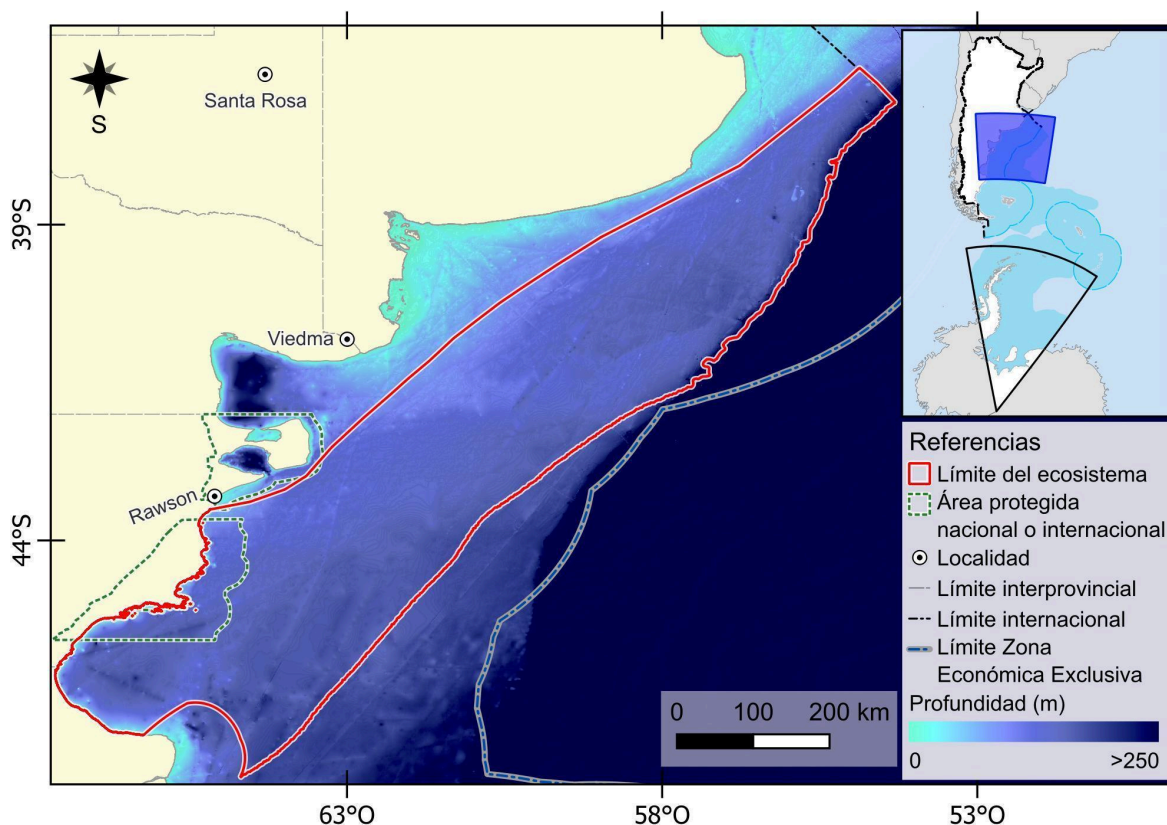 S
Santa Rosa
Viedma
Rawson
39°S
44°S
63°O
58°O
53°O
0 100 200 km
Referencias
Límite del ecosistema
Área protegida
nacional o internacional
Localidad
Límite interprovincial
Límite internacional
Límite Zona
Económica Exclusiva
Profundidad (m)
0 >250